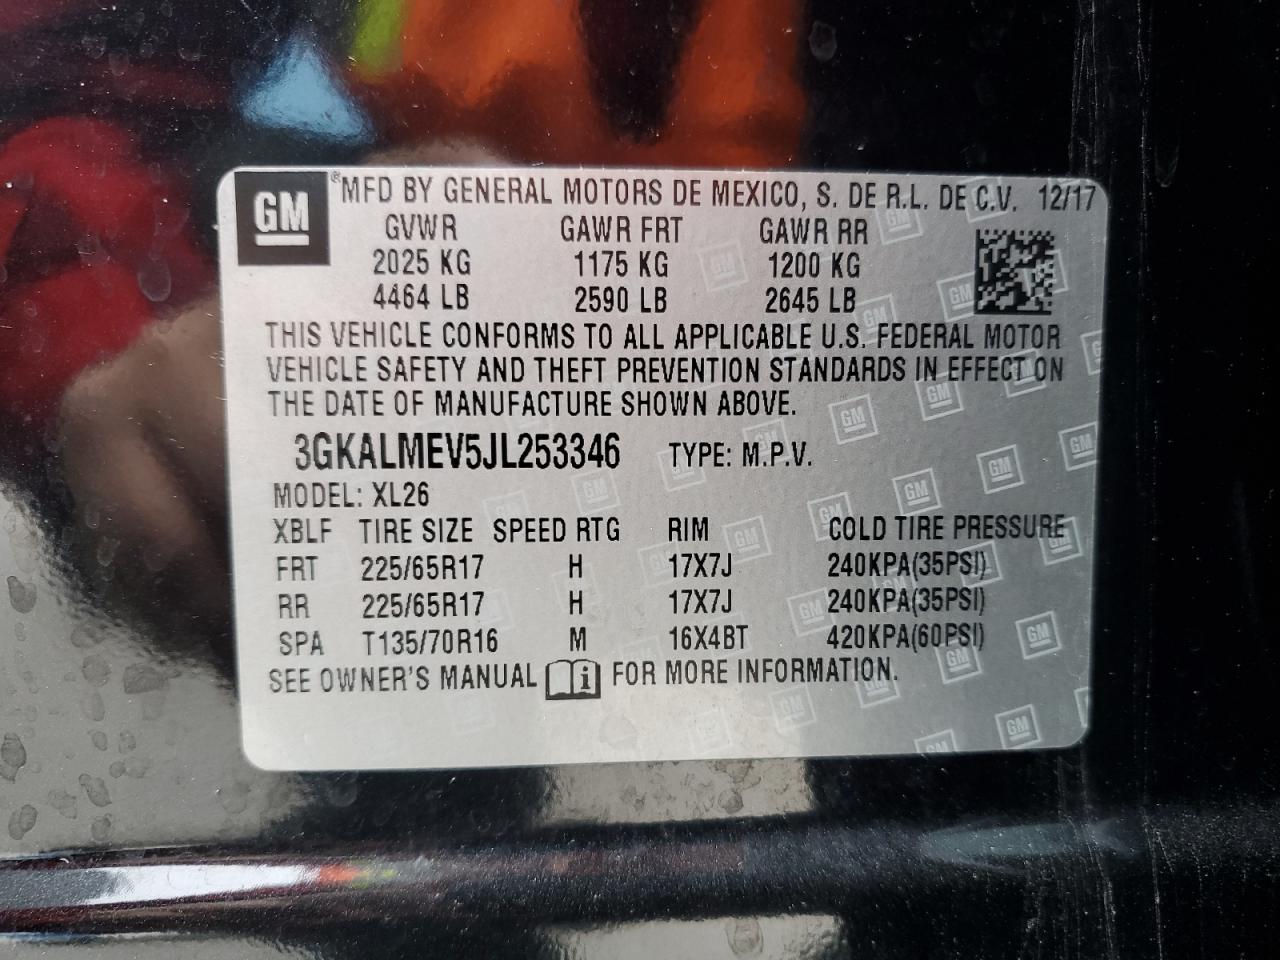 GM ® MFD BY GENERAL MOTORS DE MEXICO, S. DE R.L. DE C.V. 12/17
GVWR GAWR FRT GAWR RR
2025 KG 1175 KG 1200 KG
4464 LB 2590 LB 2645 LB
THIS VEHICLE CONFORMS TO ALL APPLICABLE U.S. FEDERAL MOTOR
VEHICLE SAFETY AND THEFT PREVENTION STANDARDS IN EFFECT ON
THE DATE OF MANUFACTURE SHOWN ABOVE.
3GKALMEV5JL253346 TYPE: M.P.V.
MODEL: XL26
XBLF TIRE SIZE SPEED RTG RIM COLD TIRE PRESSURE
FRT 225/65R17 H 17X7J 240KPA(35PSI)
RR 225/65R17 H 17X7J 240KPA(35PSI)
SPA T135/70R16 M 16X4BT 420KPA(60PSI)
SEE OWNER'S MANUAL i FOR MORE INFORMATION.